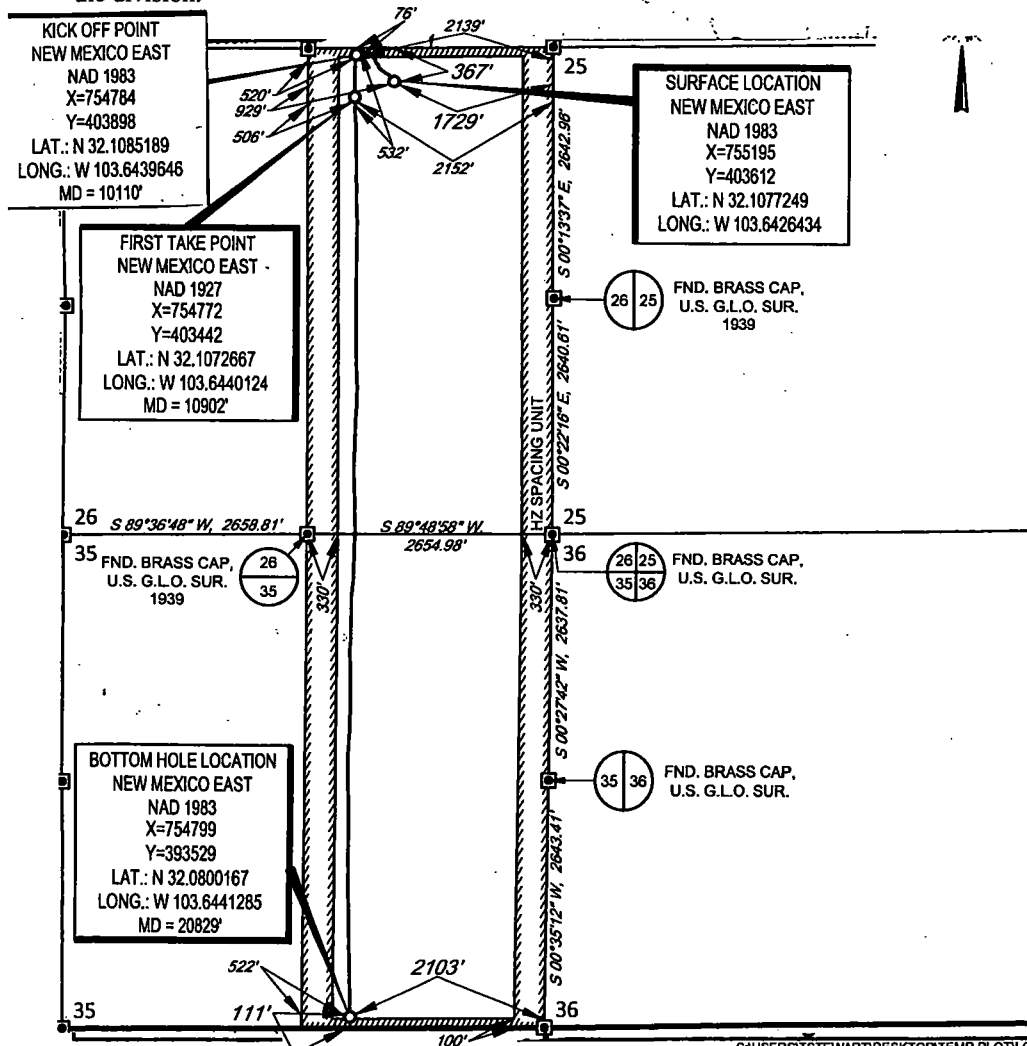 the division.
KICK OFF POINT
NEW MEXICO EAST
NAD 1983
X=754784
Y=403898
LAT.: N 32.1085189
LONG.: W 103.6439646
MD = 10110'
76'
2139'
25
367'
520'
929'
506'
1729'
532'
2152'
SURFACE LOCATION
NEW MEXICO EAST
NAD 1983
X=755195
Y=403612
LAT.: N 32.1077249
LONG.: W 103.6426434
S 00°13'37" E, 2642.96'
FIRST TAKE POINT
NEW MEXICO EAST
NAD 1927
X=754772
Y=403442
LAT.: N 32.1072667
LONG.: W 103.6440124
MD = 10902'
26 25
FND. BRASS CAP,
U.S. G.L.O. SUR.
1939
S 00°22'16" E, 2640.61'
HZ SPACING UNIT
26
S 89°36'48" W, 2658.81'
S 89°48'58" W,
2654.98'
25
35
36
FND. BRASS CAP,
U.S. G.L.O. SUR.
1939
26
35
330'
330'
26 25
35 36
FND. BRASS CAP,
U.S. G.L.O. SUR.
S 00°27'42" W, 2637.81'
35 36
FND. BRASS CAP,
U.S. G.L.O. SUR.
BOTTOM HOLE LOCATION
NEW MEXICO EAST
NAD 1983
X=754799
Y=393529
LAT.: N 32.0800167
LONG.: W 103.6441285
MD = 20829'
S 00°35'12" W, 2643.41'
522'
2103'
35
36
111'
100'